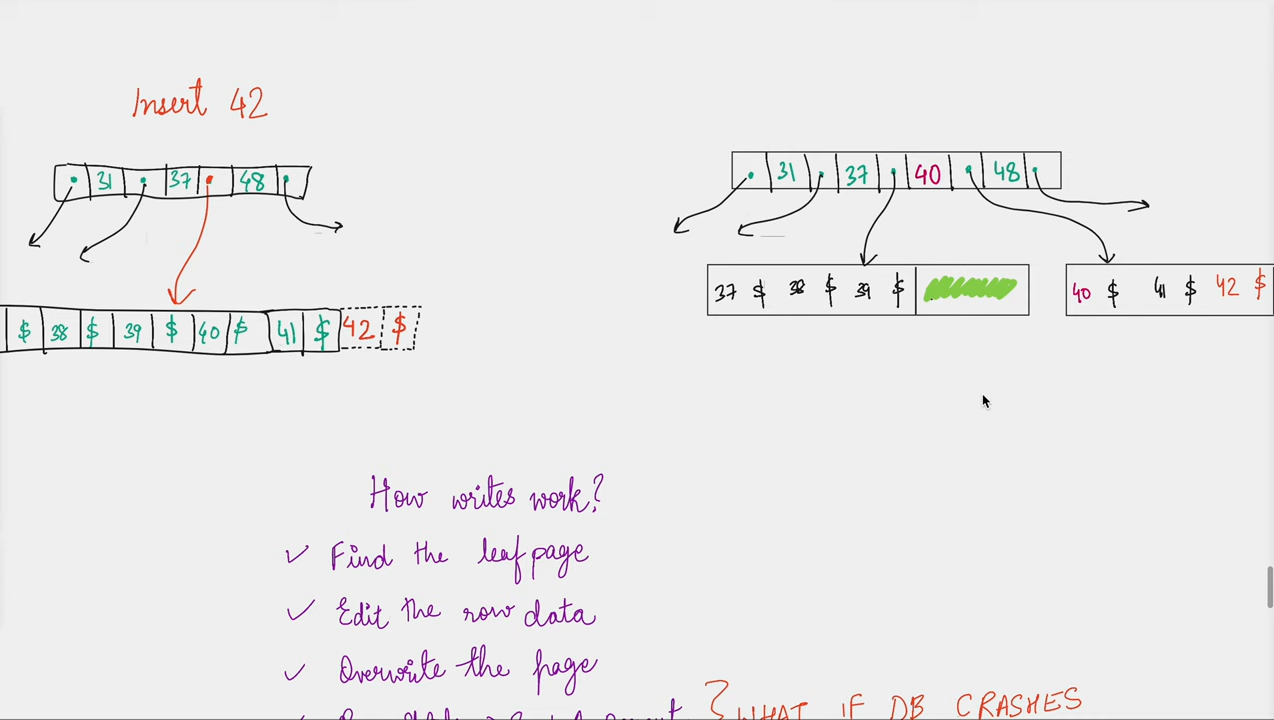 Insert 42
31 37 48
$ 38 $ 39 $ 40 $ 41 $ 42 $
31 37 40 48
37 $ 38 $ 39 $
40 $ 41 $ 42 $
How writes work?
✓ Find the leaf page
✓ Edit the row data
✓ Overwrite the page
} WHAT IF DB CRASHES